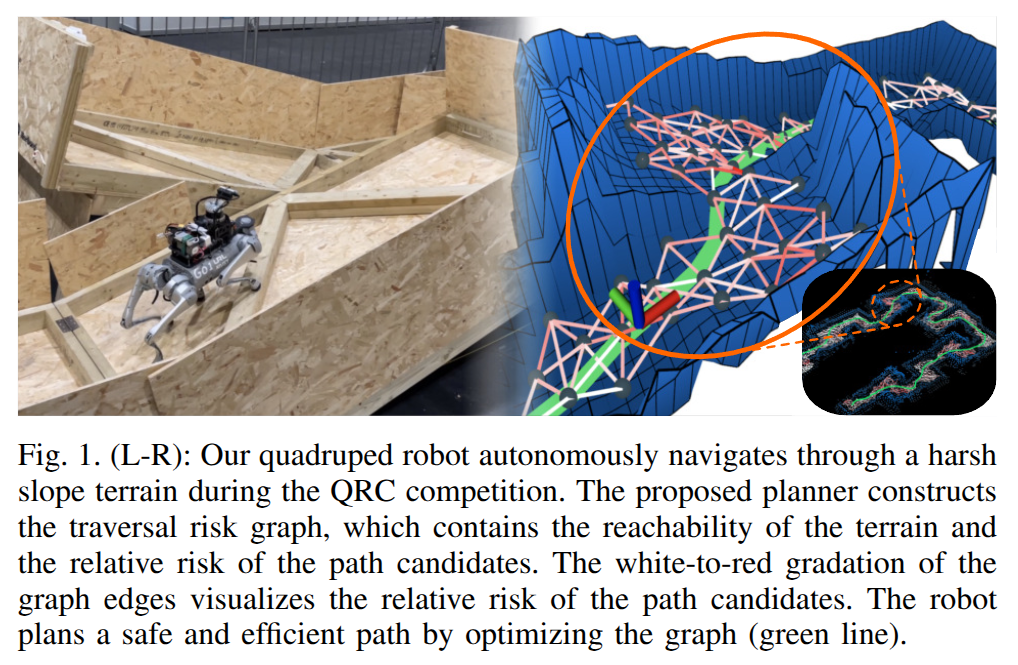 Go1um
Fig. 1. (L-R): Our quadruped robot autonomously navigates through a harsh
slope terrain during the QRC competition. The proposed planner constructs
the traversal risk graph, which contains the reachability of the terrain and
the relative risk of the path candidates. The white-to-red gradation of the
graph edges visualizes the relative risk of the path candidates. The robot
plans a safe and efficient path by optimizing the graph (green line).